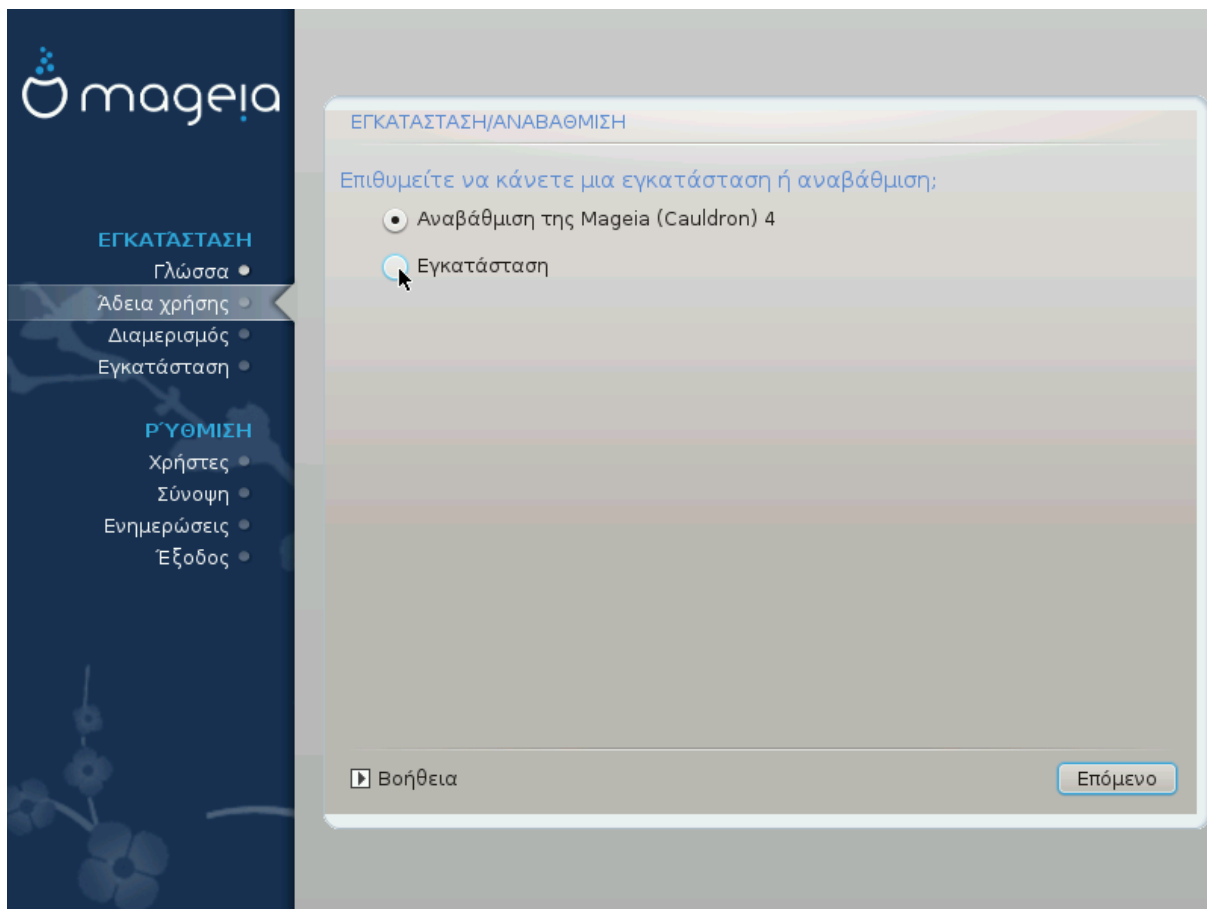 mageia
ΕΓΚΑΤΆΣΤΑΣΗ
Γλώσσα
Άδεια χρήσης
Διαμερισμός
Εγκατάσταση
ΡΎΘΜΙΣΗ
Χρήστες
Σύνοψη
Ενημερώσεις
Έξοδος
ΕΓΚΑΤΑΣΤΑΣΗ/ΑΝΑΒΑΘΜΙΣΗ
Επιθυμείτε να κάνετε μια εγκατάσταση ή αναβάθμιση;
Αναβάθμιση της Mageia (Cauldron) 4
Εγκατάσταση
Βοήθεια
Επόμενο